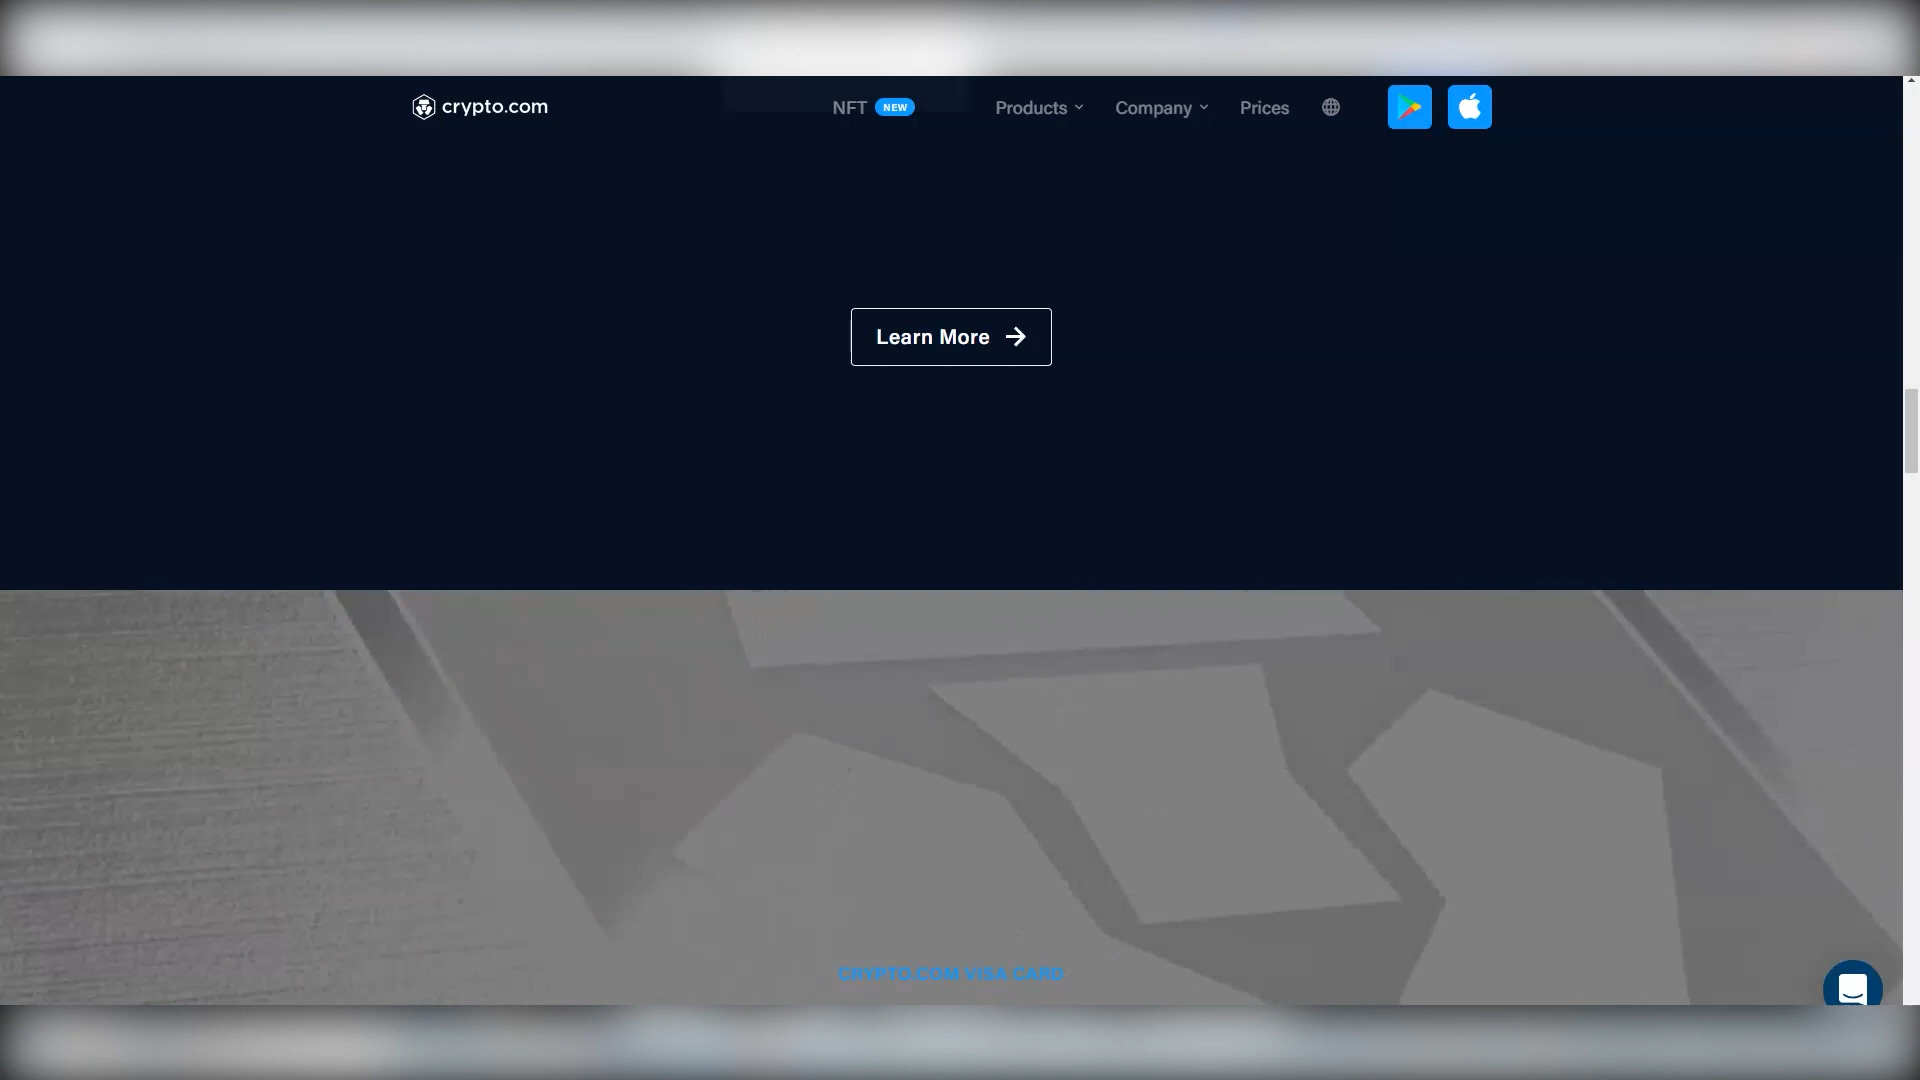 crypto.com
NFT NEW
Products
Company
Prices
Learn More
CRYPTO.COM VISA CARD